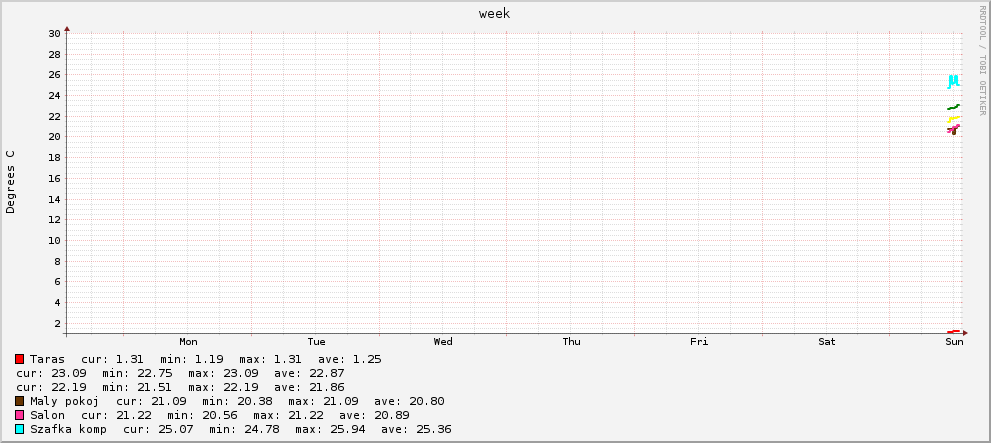 week
RRDTOOL / TOBI OETIKER
Degrees C
30
28
26
24
22
20
18
16
14
12
10
8
6
4
2
Mon Tue Wed Thu Fri Sat Sun
Taras cur: 1.31 min: 1.19 max: 1.31 ave: 1.25
cur: 23.09 min: 22.75 max: 23.09 ave: 22.87
cur: 22.19 min: 21.51 max: 22.19 ave: 21.86
Maly pokoj cur: 21.09 min: 20.38 max: 21.09 ave: 20.80
Salon cur: 21.22 min: 20.56 max: 21.22 ave: 20.89
Szafka komp cur: 25.07 min: 24.78 max: 25.94 ave: 25.36